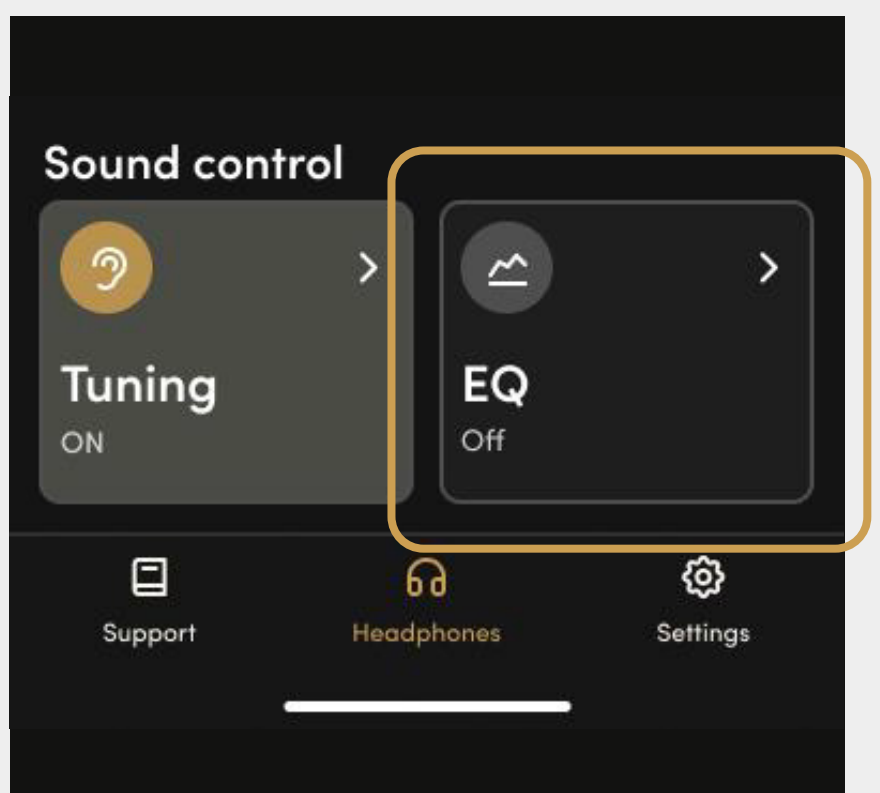 Sound control
Tuning
ON
EQ
Off
Support
Headphones
Settings